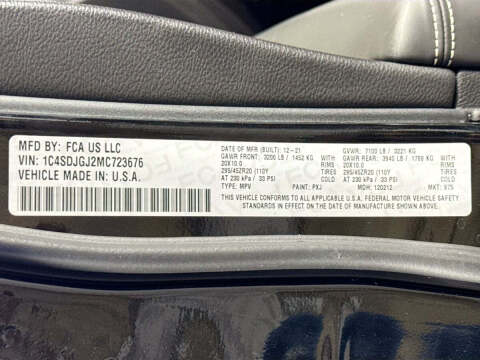 MFD BY: FCA US LLC
VIN: 1C4SDJGJ2MC723676
VEHICLE MADE IN: U.S.A.
DATE OF MFR (BUILT): 12-21 GVWR: 7100 LB / 3221 KG
GAWR FRONT: 3200 LB / 1452 KG GAWR REAR: 3945 LB / 1789 KG
20X10.0 RIMS 20X10.0 RIMS
295/45ZR20 (110Y TIRES 295/45ZR20 (110Y TIRES
AT 230 kPa / 33 PSI COLD AT 230 kPa / 33 PSI COLD
TYPE: MPV PAINT: PXJ MDH: 120212 MKT: 975
THIS VEHICLE CONFORMS TO ALL APPLICABLE U.S.A. FEDERAL MOTOR VEHICLE SAFETY
STANDARDS IN EFFECT ON THE DATE OF MANUFACTURE SHOWN ABOVE.